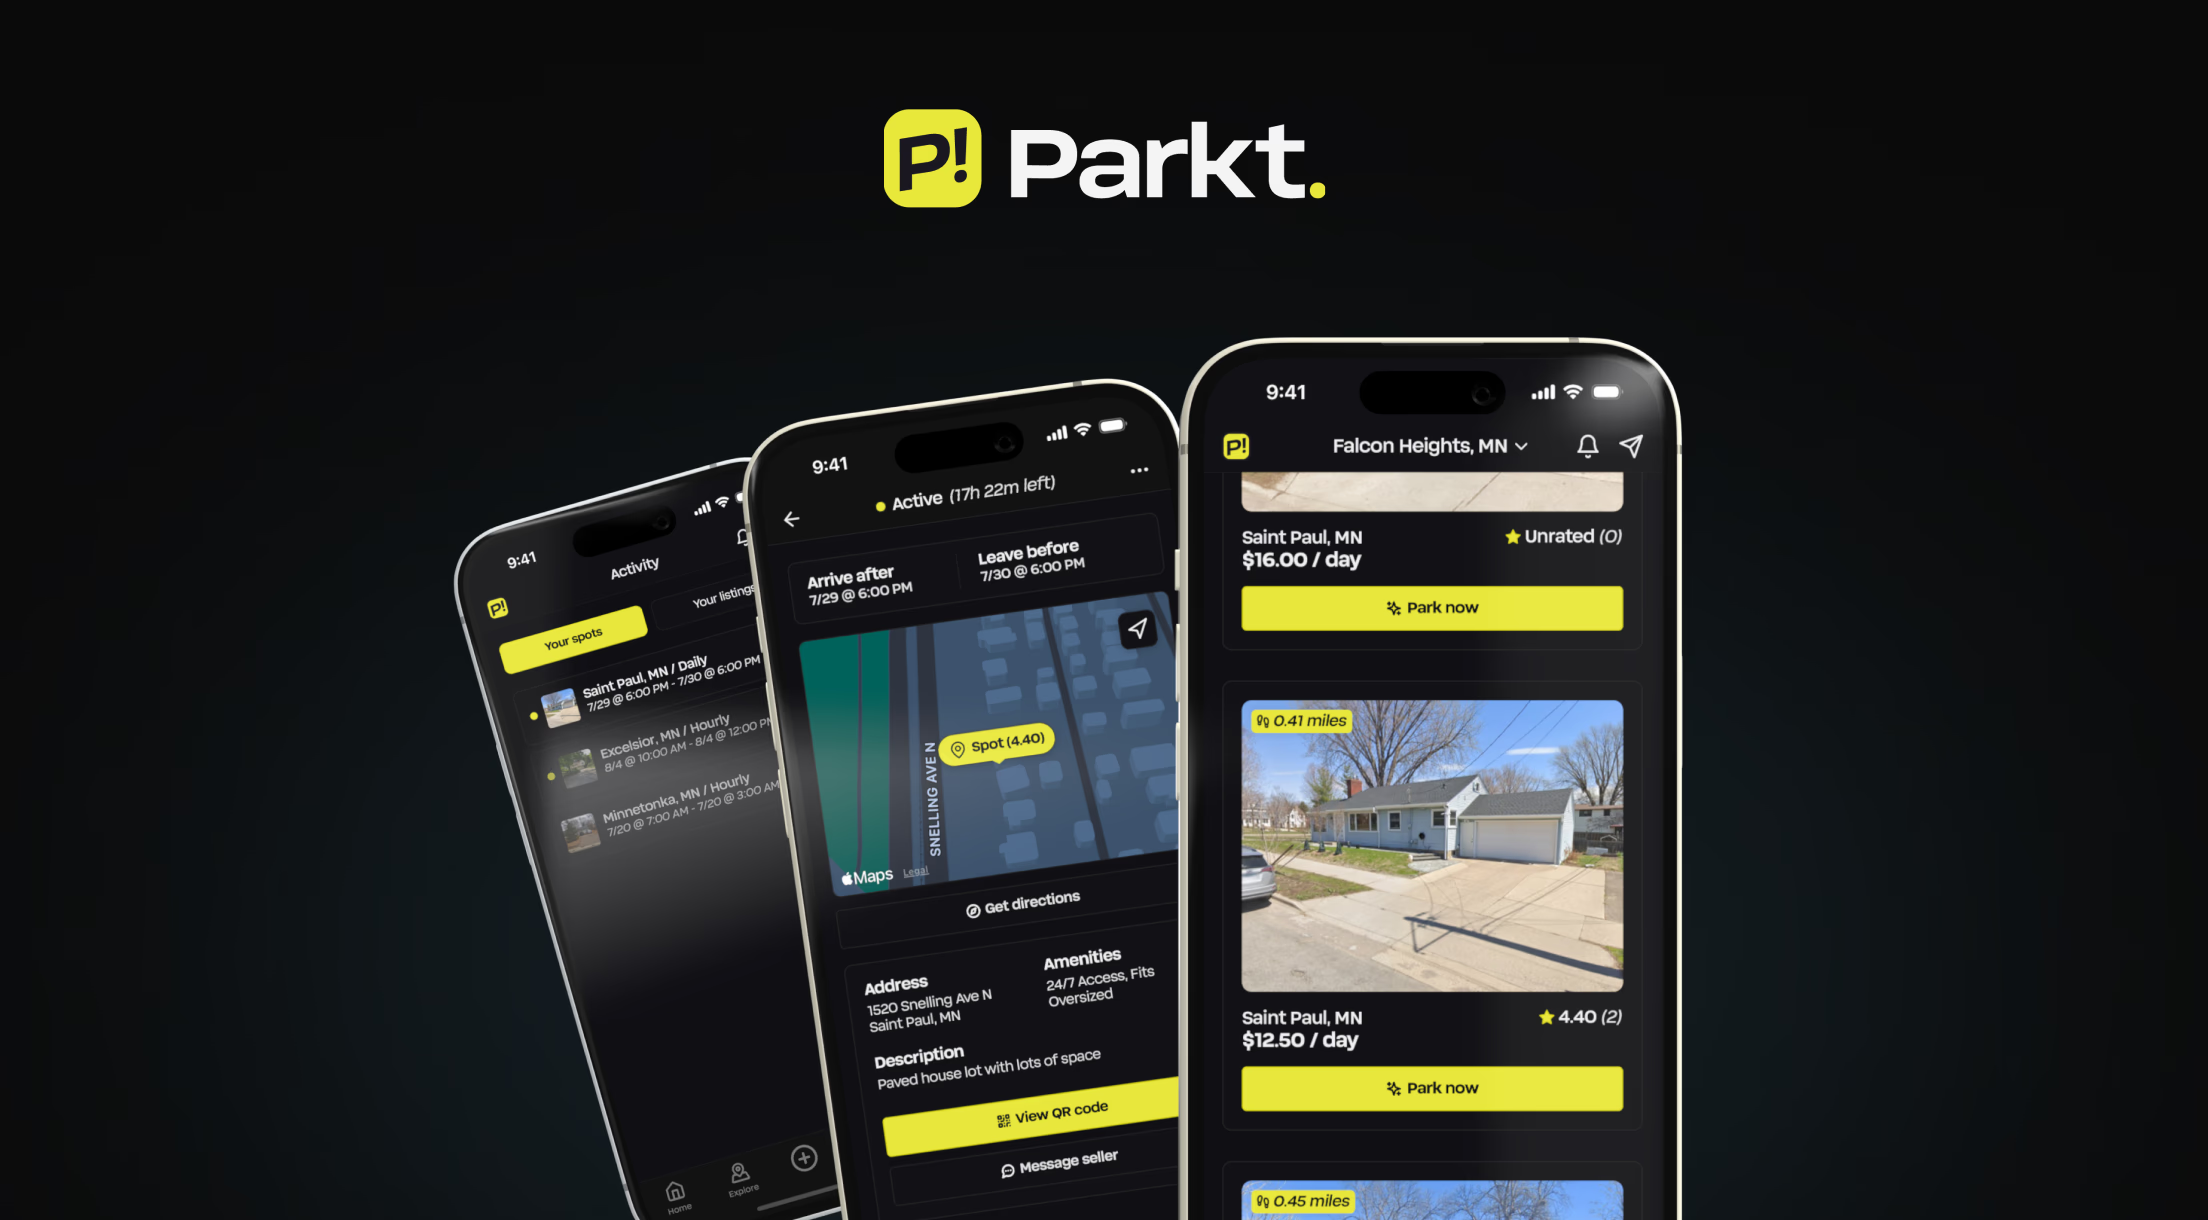 P! Parkt.
9:41
Activity
Your spots
Your listings
Saint Paul, MN / Daily
7/29 @ 6:00 PM - 7/30 @ 6:00 PM
Excelsior, MN / Hourly
8/4 @ 10:00 AM - 8/4 @ 12:00 PM
Minnetonka, MN / Hourly
7/20 @ 7:00 AM - 7/20 @ 3:00 AM
Home
Explore
9:41
Active (17h 22m left)
Arrive after
7/29 @ 6:00 PM
Leave before
7/30 @ 6:00 PM
Spot (4.40)
SNELLING AVE N
Maps
Legal
Get directions
Address
1520 Snelling Ave N
Saint Paul, MN
Amenities
24/7 Access, Fits
Oversized
Description
Paved house lot with lots of space
View QR code
Message seller
9:41
P!
Falcon Heights, MN
Saint Paul, MN
Unrated (0)
$16.00 / day
Park now
0.41 miles
Saint Paul, MN
4.40 (2)
$12.50 / day
Park now
0.45 miles